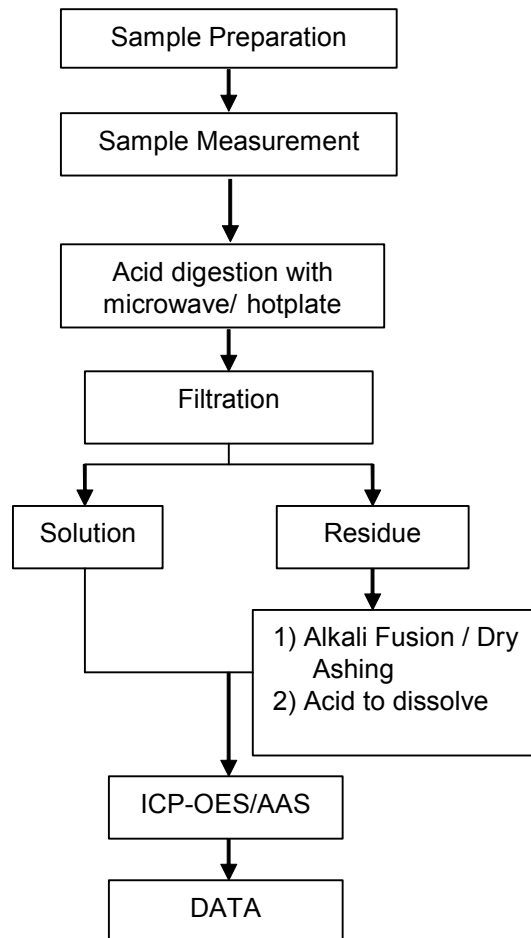 Sample Preparation
Sample Measurement
Acid digestion with
microwave/ hotplate
Filtration
Solution
Residue
1) Alkali Fusion / Dry
Ashing
2) Acid to dissolve
ICP-OES/AAS
DATA